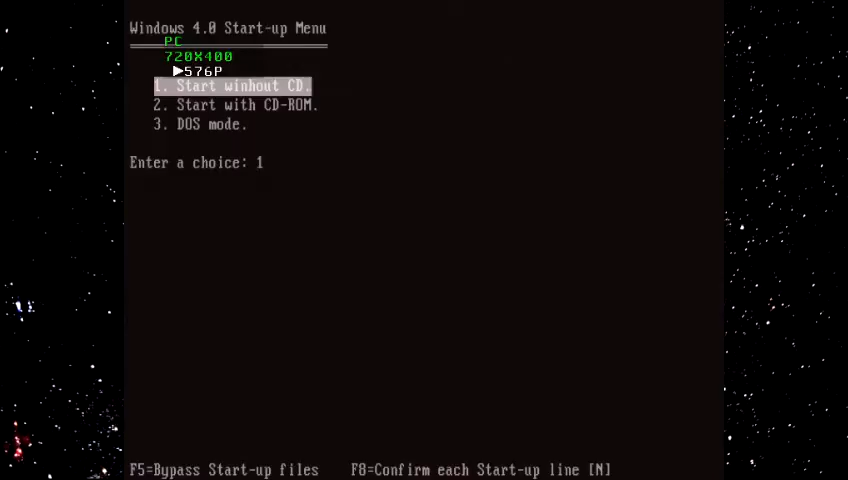 Windows 4.0 Start-up Menu
PC
720X400
▶576P
1. Start winhout CD.
2. Start with CD-ROM.
3. DOS mode.
Enter a choice: 1
F5=Bypass Start-up files F8=Confirm each Start-up line [N]